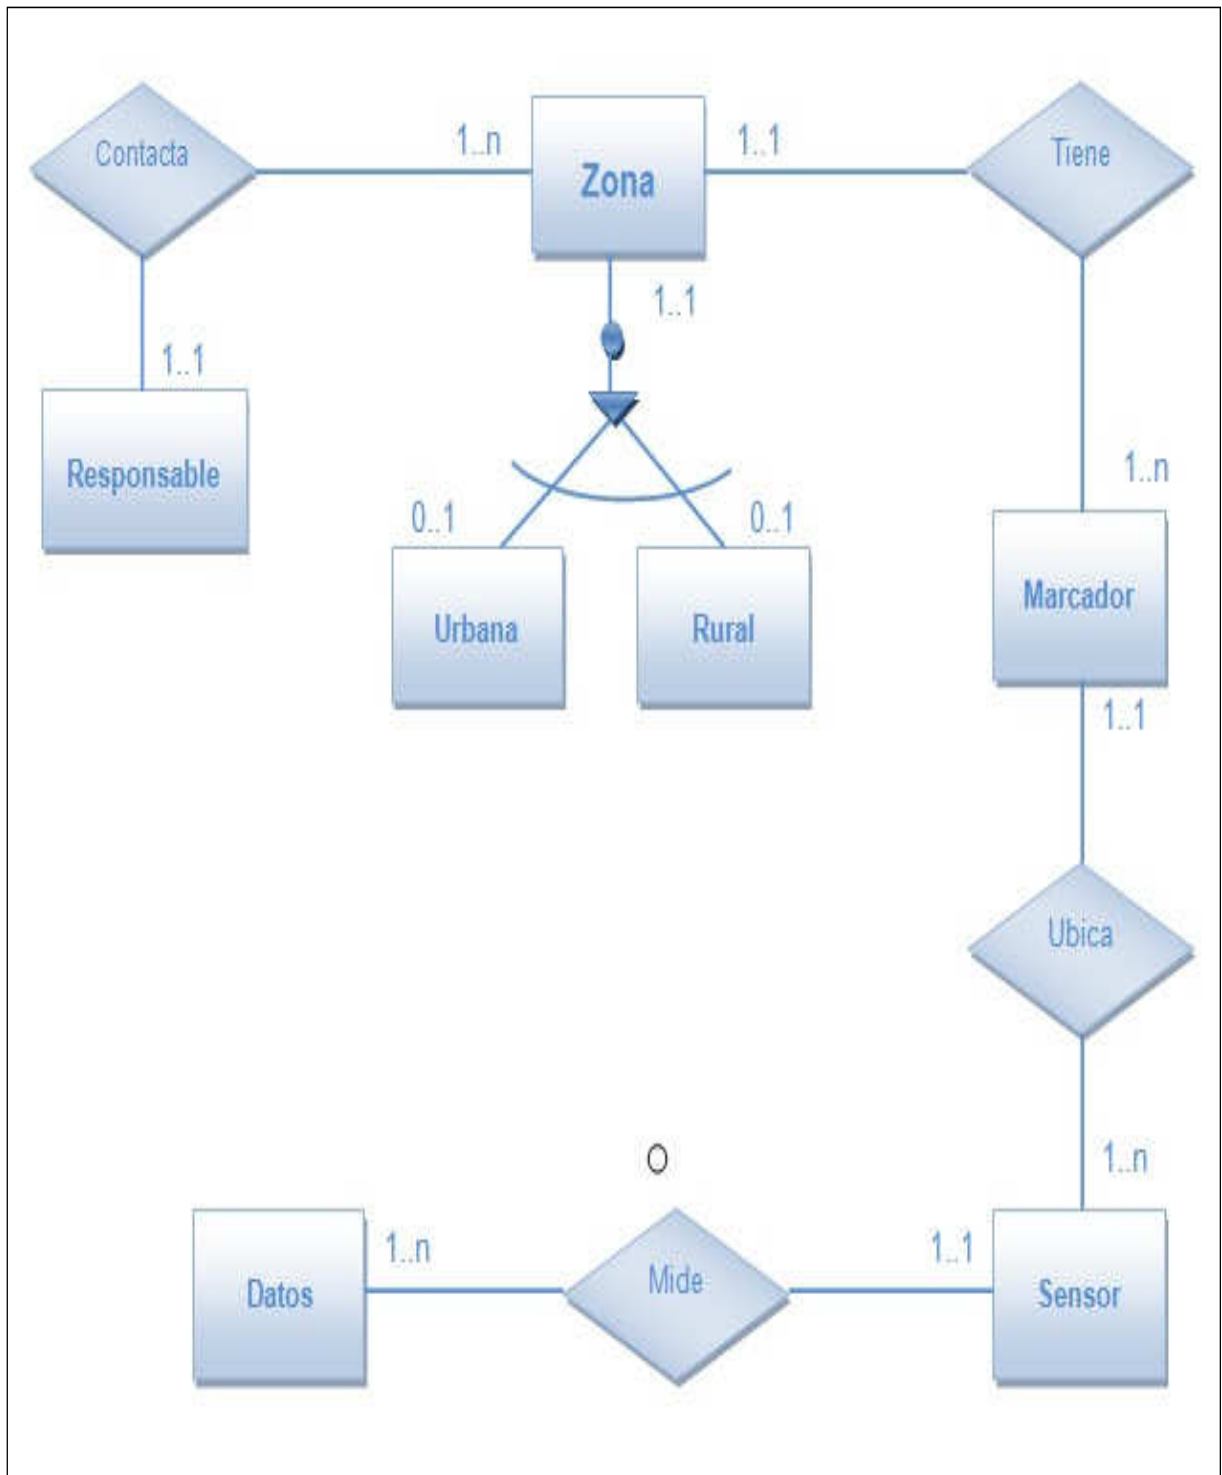 Contacta
1..n
Zona
1..1
Tiene
1..1
1..1
Responsable
0..1
0..1
1..n
Urbana
Rural
Marcador
1..1
Ubica
O
1..n
Datos
1..n
Mide
1..1
Sensor